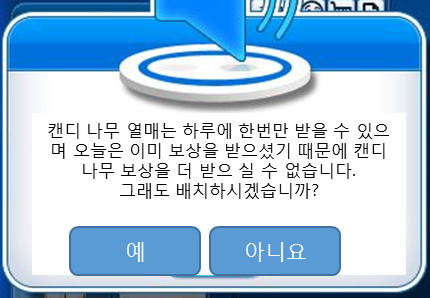 캔디 나무 열매는 하루에 한번만 받을 수 있으
며 오늘은 이미 보상을 받으셨기 때문에 캔디
나무 보상을 더 받으 실 수 없습니다.
그래도 배치하시겠습니까?
예
아니요